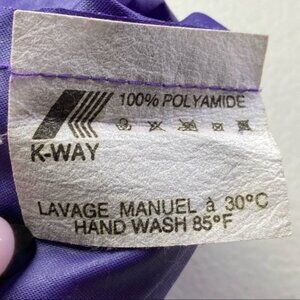 100% POLYAMIDE
K-WAY
LAVAGE MANUEL à 30°C
HAND WASH 85°F